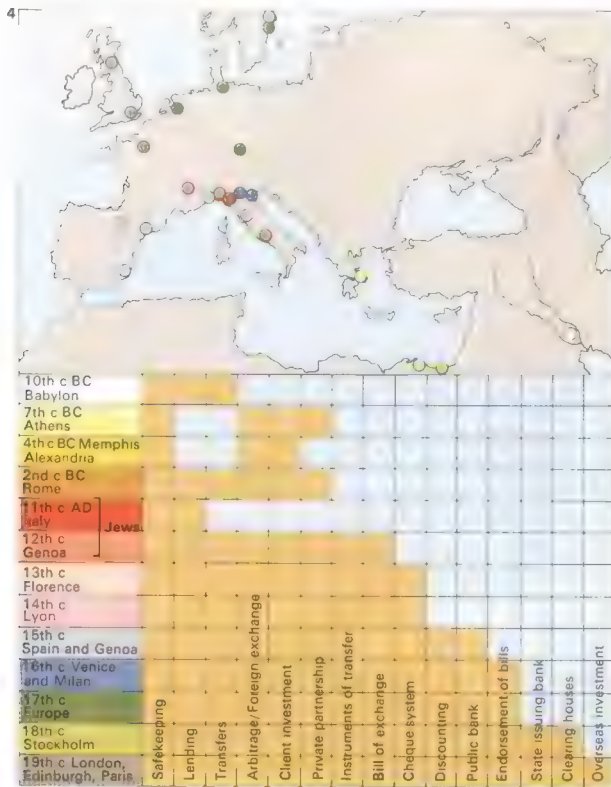 4
10th c BC
Babylon
7th c BC
Athens
4th c BC Memphis
Alexandria
2nd c BC
Rome
11th c AD
Italy
Jews
12th c
Genoa
13th c
Florence
14th c
Lyon
15th c
Spain and Genoa
16th c Venice
and Milan
17th c
Europe
18th c
Stockholm
19th c London,
Edinburgh, Paris
Safekeeping
Lending
Transfers
Arbitrage/Foreign exchange
Client investment
Private partnership
Instruments of transfer
Bill of exchange
Cheque system
Discounting
Public bank
Endorsement of bills
State issuing bank
Clearing houses
Overseas investment